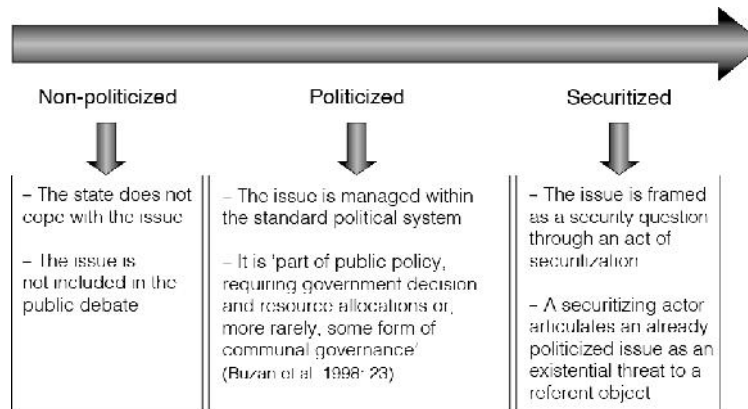 Non-politicized
Politicized
Securitized
– The state does not
cope with the issue
– The issue is
not included in the
public debate
– The issue is managed within
the standard political system
– It is 'part of public policy,
requiring government decision
and resource allocations or,
more rarely, some form of
communal governance'
(Buzan et al. 1998: 23)
– The issue is framed
as a security question
through an act of
securitization
– A securitizing actor
articulates an already
politicized issue as an
existential threat to a
referent object